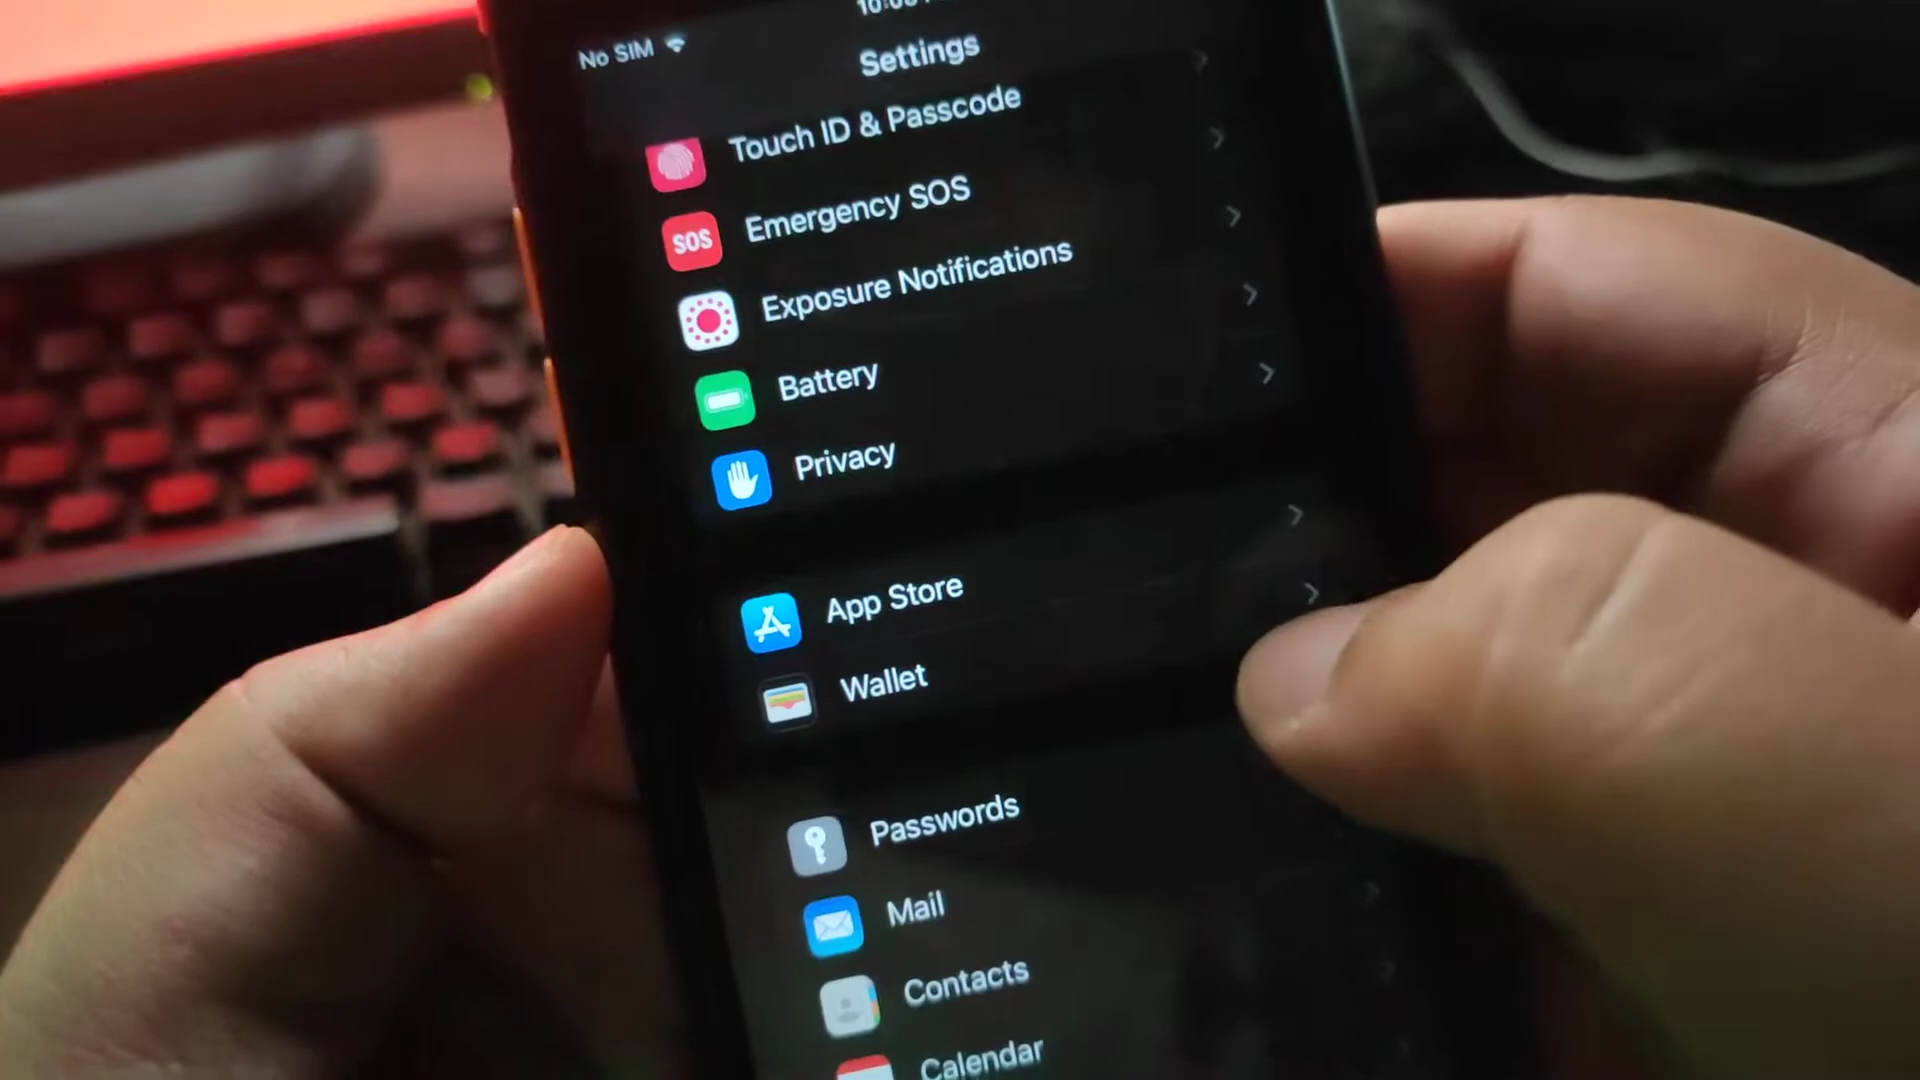 No SIM
Settings
Touch ID & Passcode
SOS
Emergency SOS
Exposure Notifications
Battery
Privacy
App Store
Wallet
Passwords
Mail
Contacts
Calendar